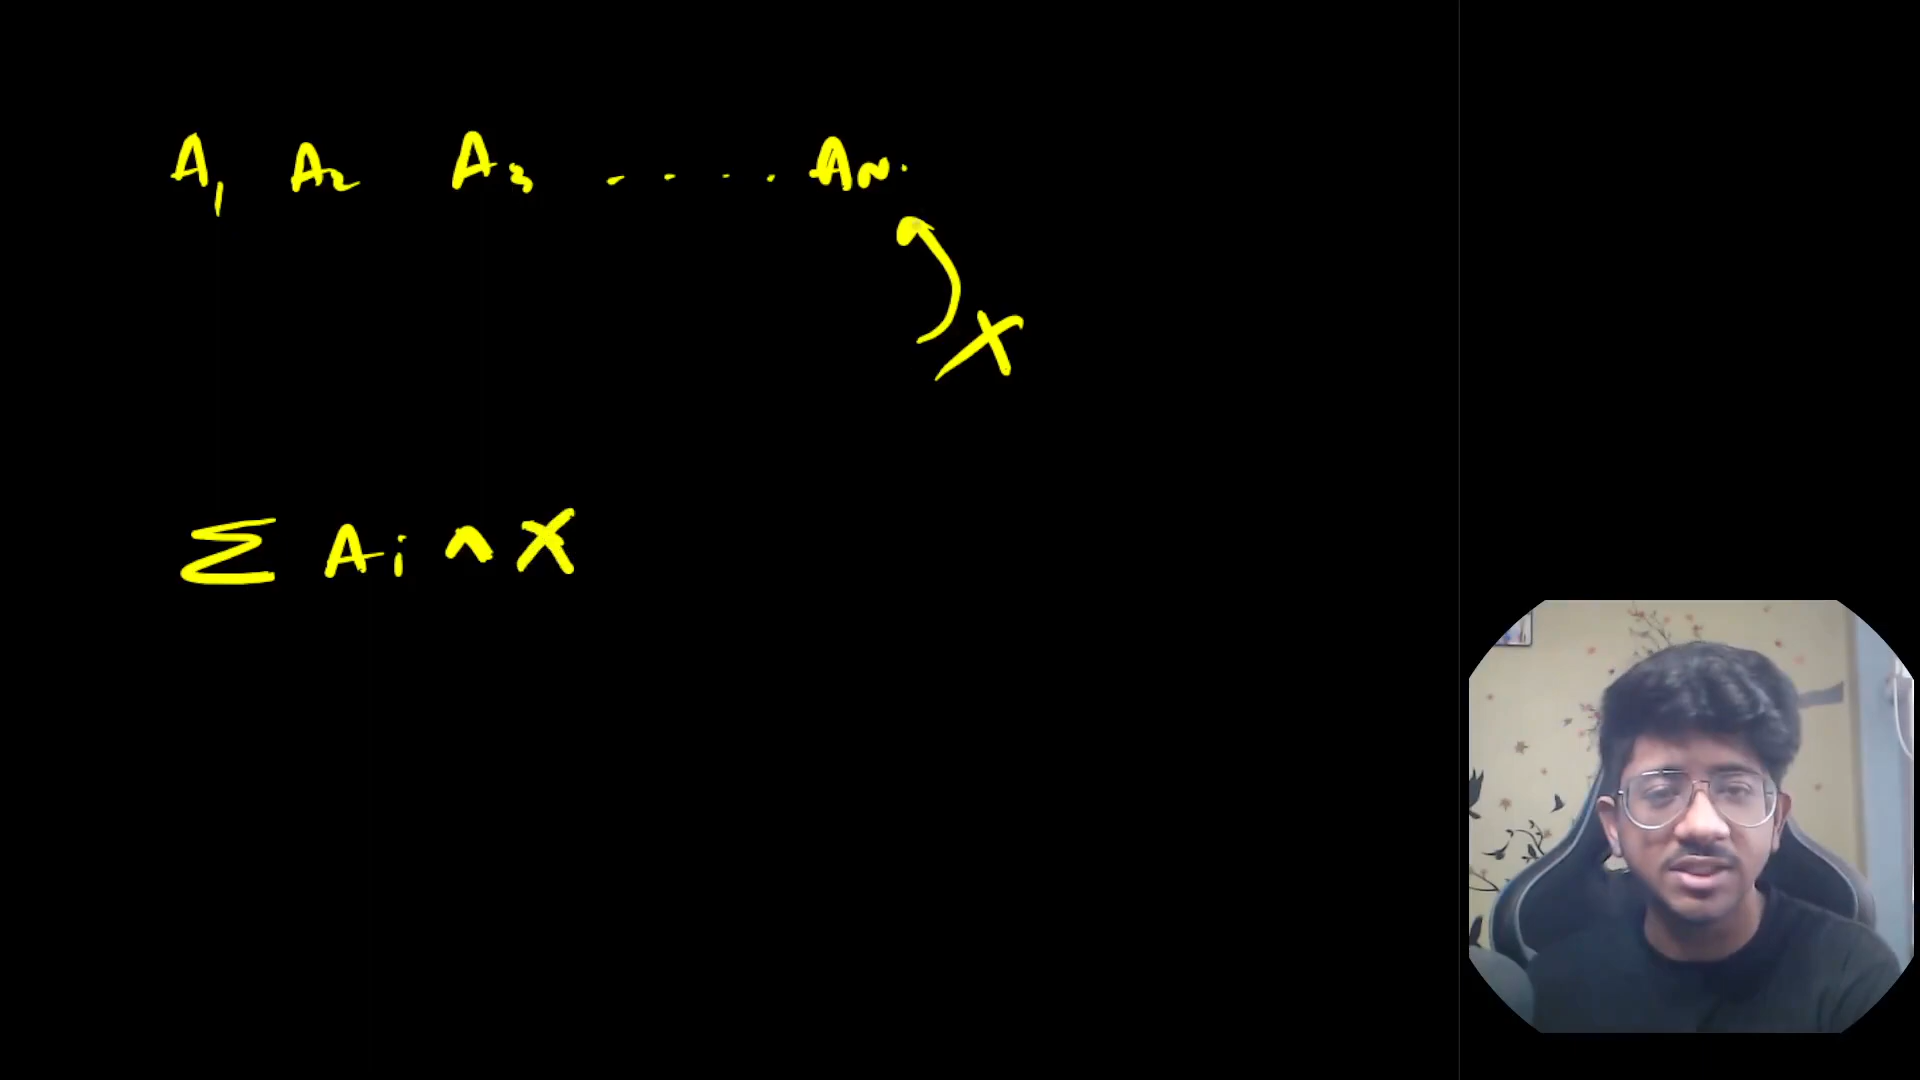 A1 A2 A3 ..... AN.
X
Σ Ai ^ X